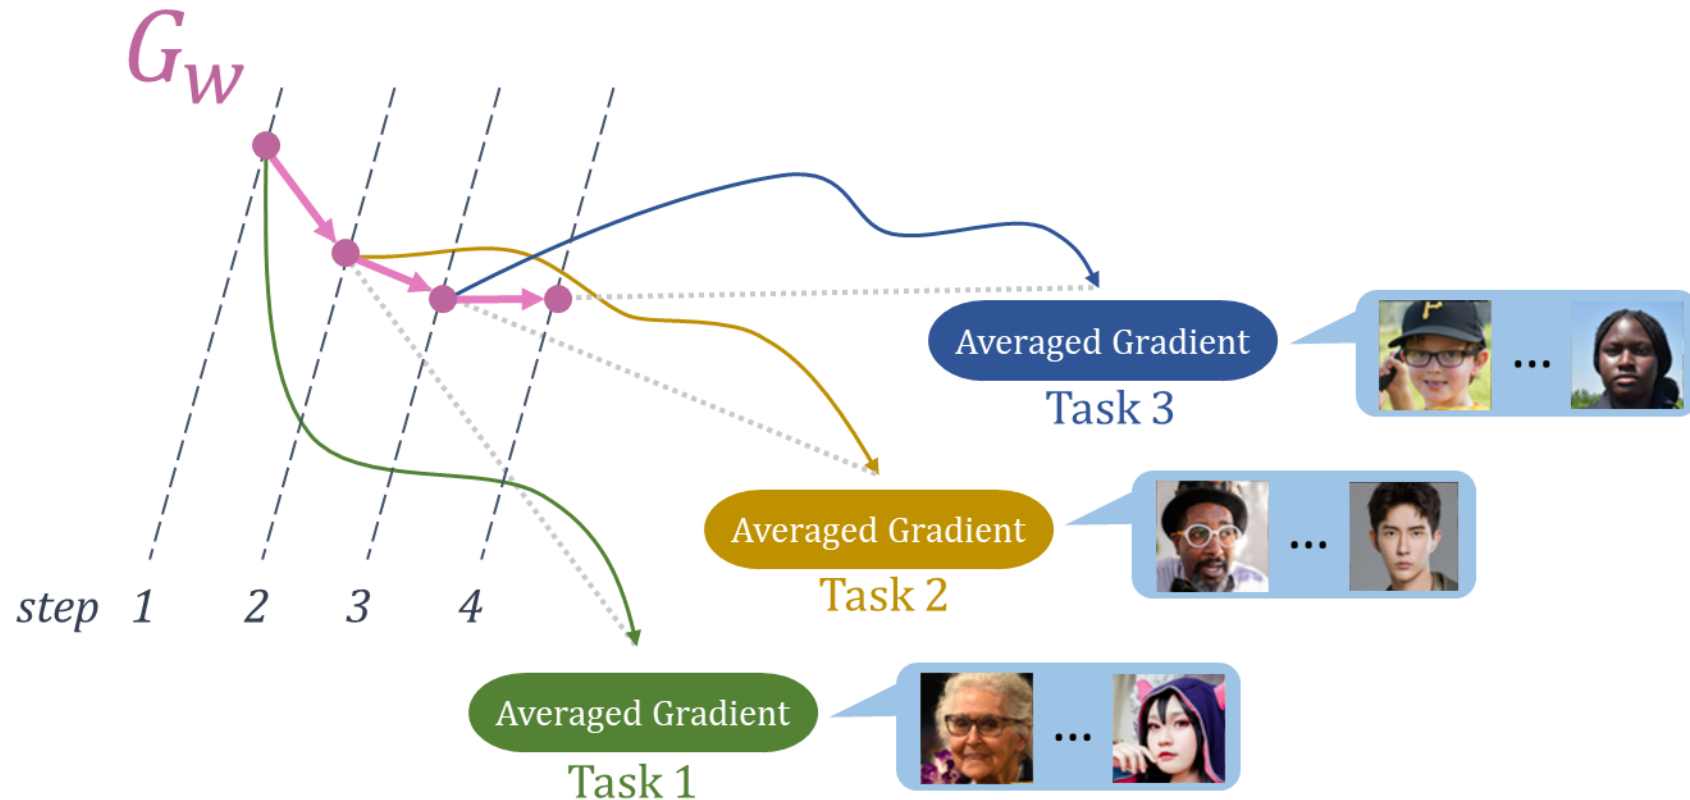 G_w
Averaged Gradient
Task 3
...
Averaged Gradient
Task 2
...
step 1 2 3 4
Averaged Gradient
Task 1
...
P